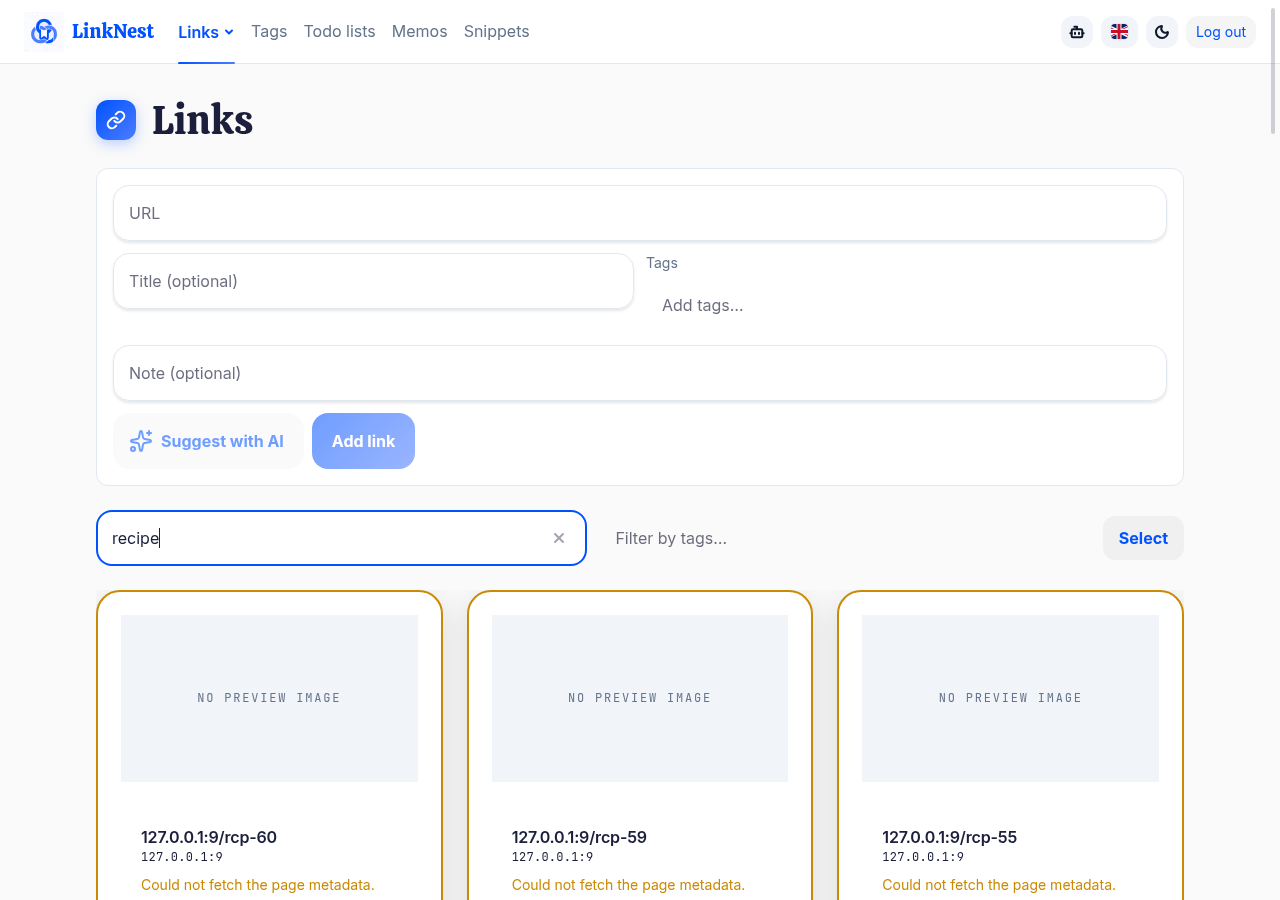 LinkNest
Links
Tags
Todo lists
Memos
Snippets
Log out
Links
URL
Title (optional)
Tags
Add tags...
Note (optional)
Suggest with AI
Add link
recipe
Filter by tags...
Select
NO PREVIEW IMAGE
NO PREVIEW IMAGE
NO PREVIEW IMAGE
127.0.0.1:9/rcp-60
127.0.0.1:9
Could not fetch the page metadata.
127.0.0.1:9/rcp-59
127.0.0.1:9
Could not fetch the page metadata.
127.0.0.1:9/rcp-55
127.0.0.1:9
Could not fetch the page metadata.